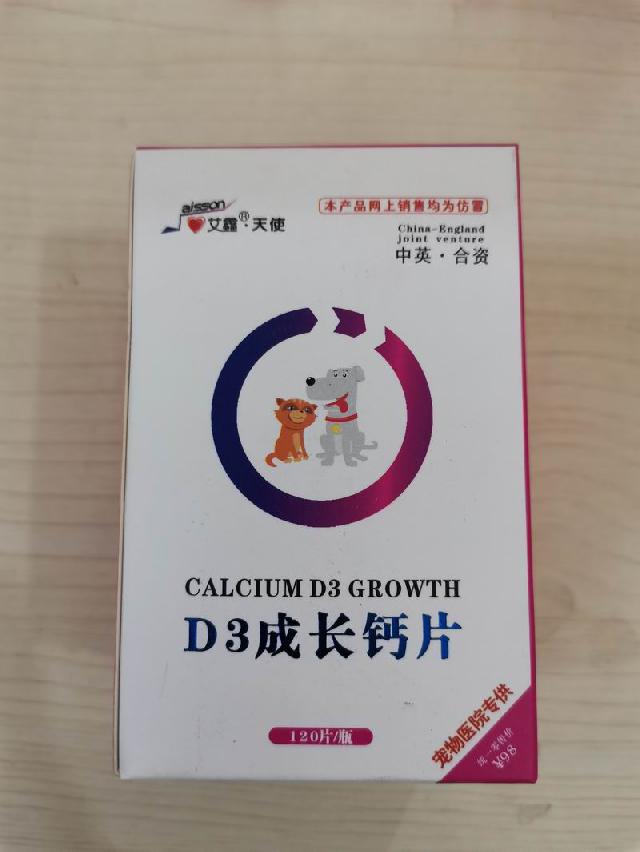 aisson
艾鑫®·天使
本产品网上销售均为仿冒
China-England
joint venture
中英·合资
CALCIUM D3 GROWTH
D3成长钙片
120片/瓶
宠物医院专供
统一零售价
¥98